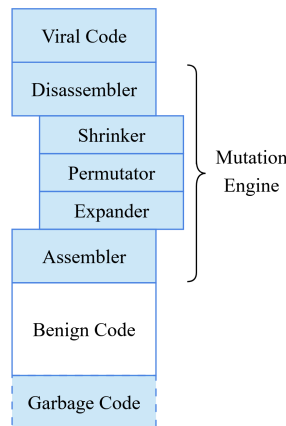 Viral Code
Disassembler
Shrinker
Permutator
Expander
Assembler
Benign Code
Garbage Code
Mutation
Engine